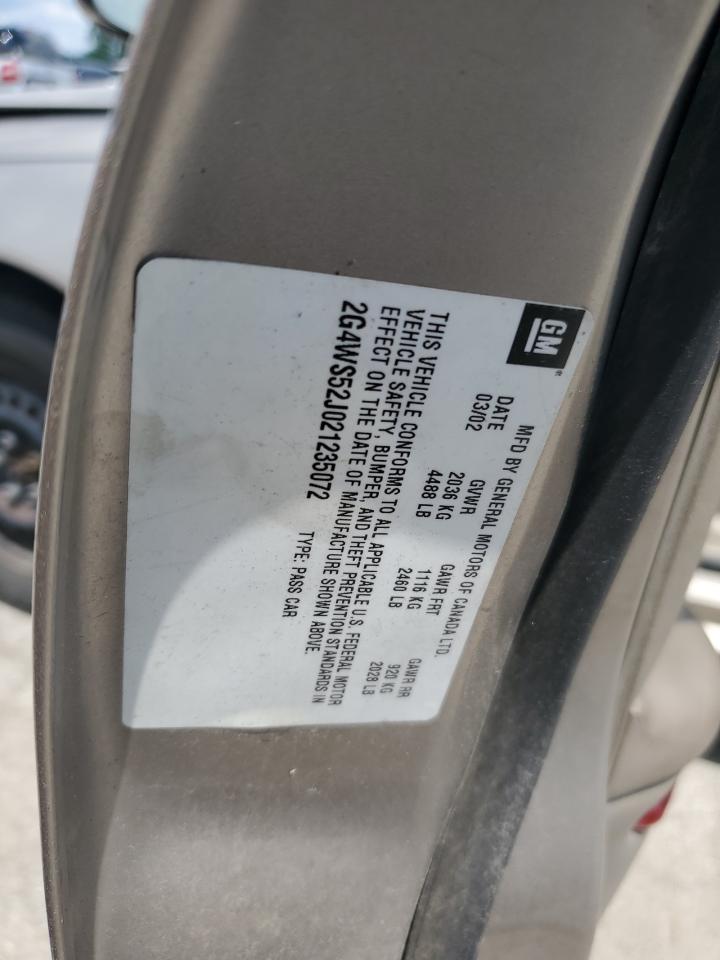 GM
MFD BY GENERAL MOTORS OF CANADA LTD.
DATE GVWR GAWR FRT GAWR RR
03/02 2036 KG 1116 KG 920 KG
4488 LB 2460 LB 2028 LB
THIS VEHICLE CONFORMS TO ALL APPLICABLE U.S. FEDERAL MOTOR
VEHICLE SAFETY, BUMPER, AND THEFT PREVENTION STANDARDS IN
EFFECT ON THE DATE OF MANUFACTURE SHOWN ABOVE.
2G4WS52J021235072 TYPE: PASS CAR